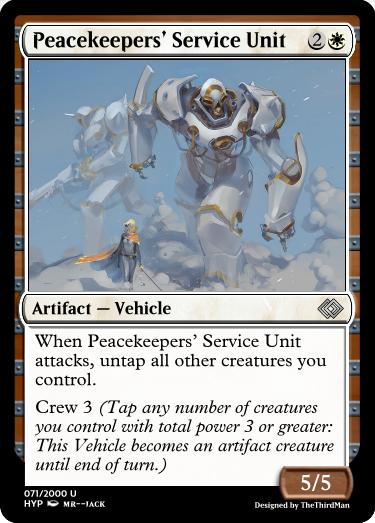 Peacekeepers' Service Unit 2
Artifact — Vehicle
When Peacekeepers' Service Unit
attacks, untap all other creatures you
control.
Crew 3 (Tap any number of creatures
you control with total power 3 or greater:
This Vehicle becomes an artifact creature
until end of turn.)
5/5
071/2000 U
HYP MR--JACK
Designed by TheThirdMan